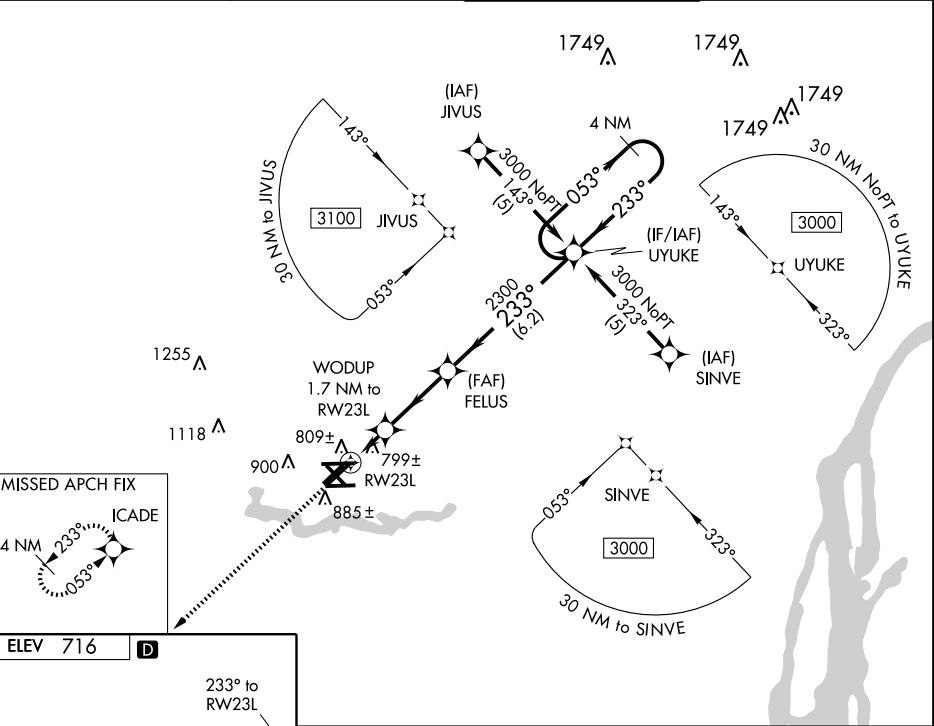 1749
1749
1749
1749
(IAF)
JIVUS
4 NM
3000 NoPT
143°
(5)
053°
233°
(IF/IAF)
UYUKE
30 NM to JIVUS
143°
3100
JIVUS
053°
30 NM NoPT to UYUKE
143°
3000
UYUKE
323°
2300
233°
(6.2)
3000 NoPT
323°
(5)
(IAF)
SINVE
(FAF)
FELUS
WODUP
1.7 NM to
RW23L
1255
1118
809±
900
799±
RW23L
885±
053°
SINVE
3000
323°
30 NM to SINVE
MISSED APCH FIX
ICADE
4 NM
233°
053°
ELEV 716
D
233° to
RW23L